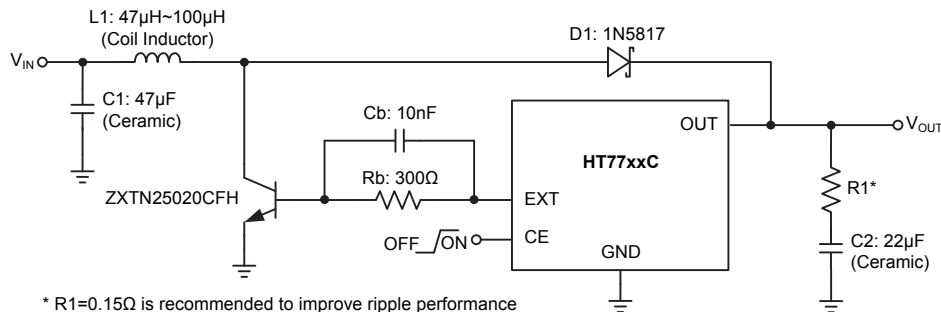 L1: 47μH~100μH
(Coil Inductor)
D1: 1N5817
VIN
C1: 47μF
(Ceramic)
Cb: 10nF
OUT
VOUT
HT77xxC
Rb: 300Ω
R1*
ZXTN25020CFH
EXT
OFF ON
CE
GND
C2: 22μF
(Ceramic)
* R1=0.15Ω is recommended to improve ripple performance